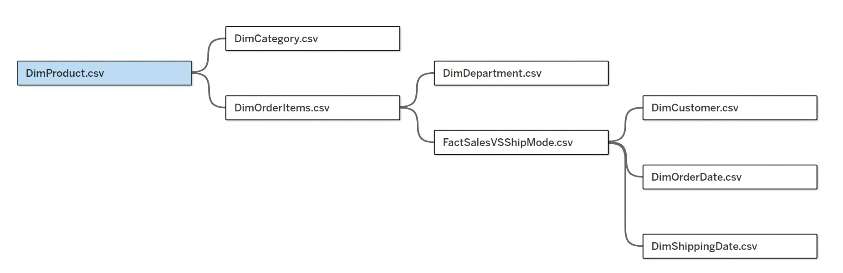 DimProduct.csv
DimCategory.csv
DimOrderItems.csv
DimDepartment.csv
FactSalesVSShipMode.csv
DimCustomer.csv
DimOrderDate.csv
DimShippingDate.csv